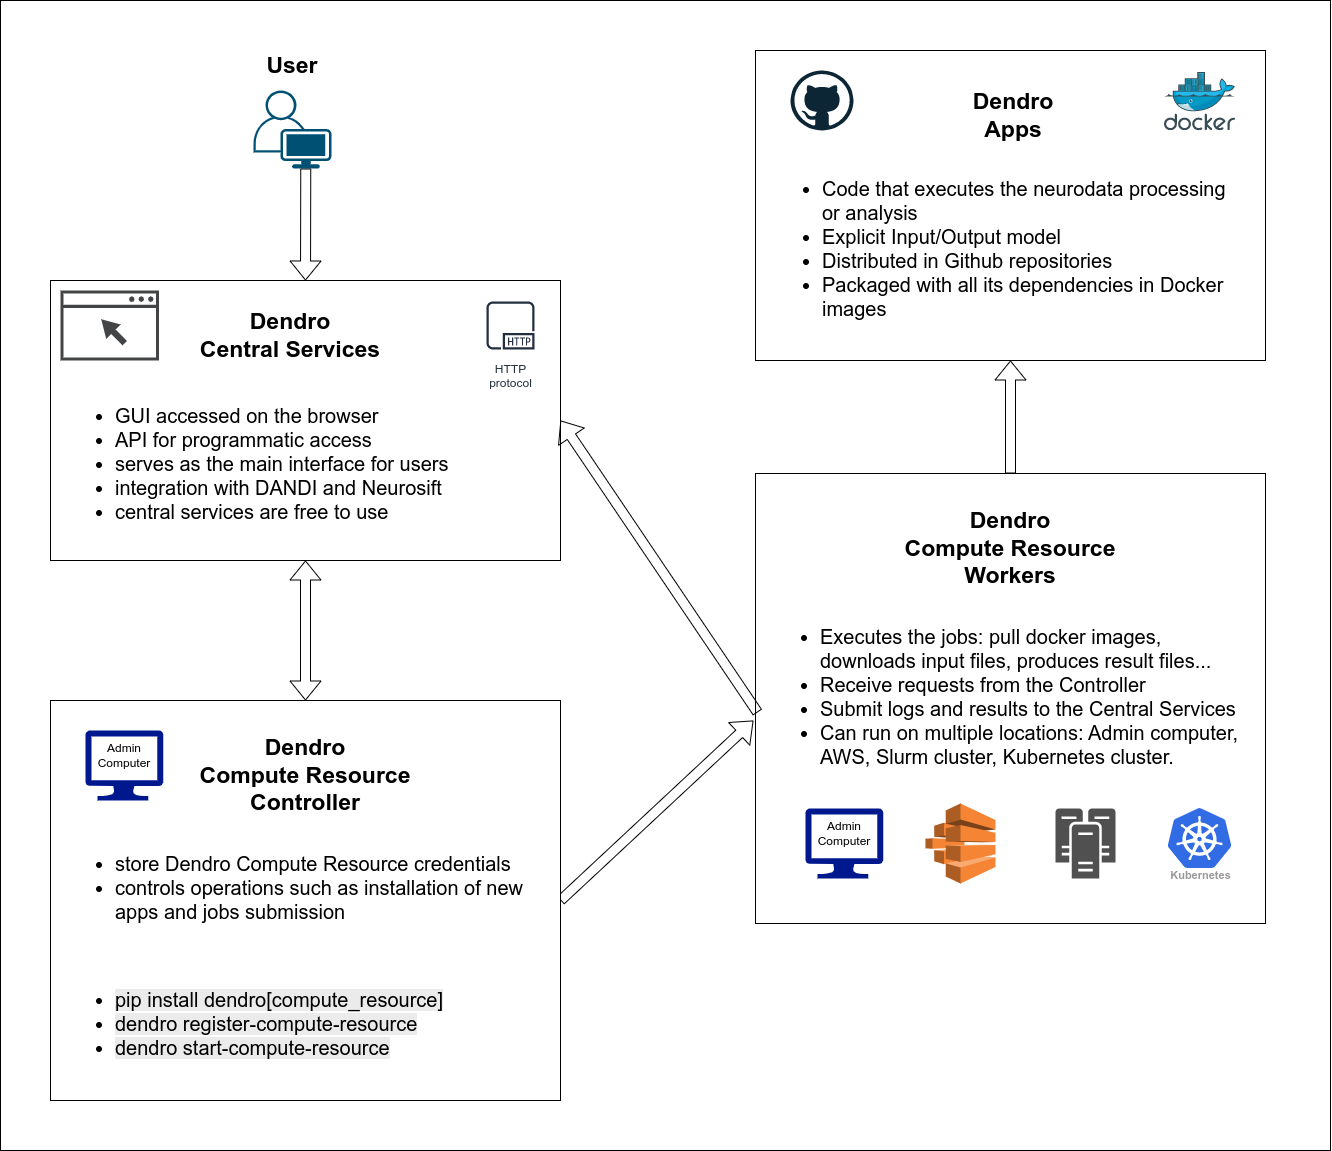 User
Dendro
Central Services
HTTP
HTTP
protocol
GUI accessed on the browser
API for programmatic access
serves as the main interface for users
integration with DANDI and Neurosift
central services are free to use
Admin
Computer
Dendro
Compute Resource
Controller
store Dendro Compute Resource credentials
controls operations such as installation of new
apps and jobs submission
pip install dendro[compute_resource]
dendro register-compute-resource
dendro start-compute-resource
Dendro
Apps
docker
Code that executes the neurodata processing
or analysis
Explicit Input/Output model
Distributed in Github repositories
Packaged with all its dependencies in Docker
images
Dendro
Compute Resource
Workers
Executes the jobs: pull docker images,
downloads input files, produces result files...
Receive requests from the Controller
Submit logs and results to the Central Services
Can run on multiple locations: Admin computer,
AWS, Slurm cluster, Kubernetes cluster.
Admin
Computer
Kubernetes